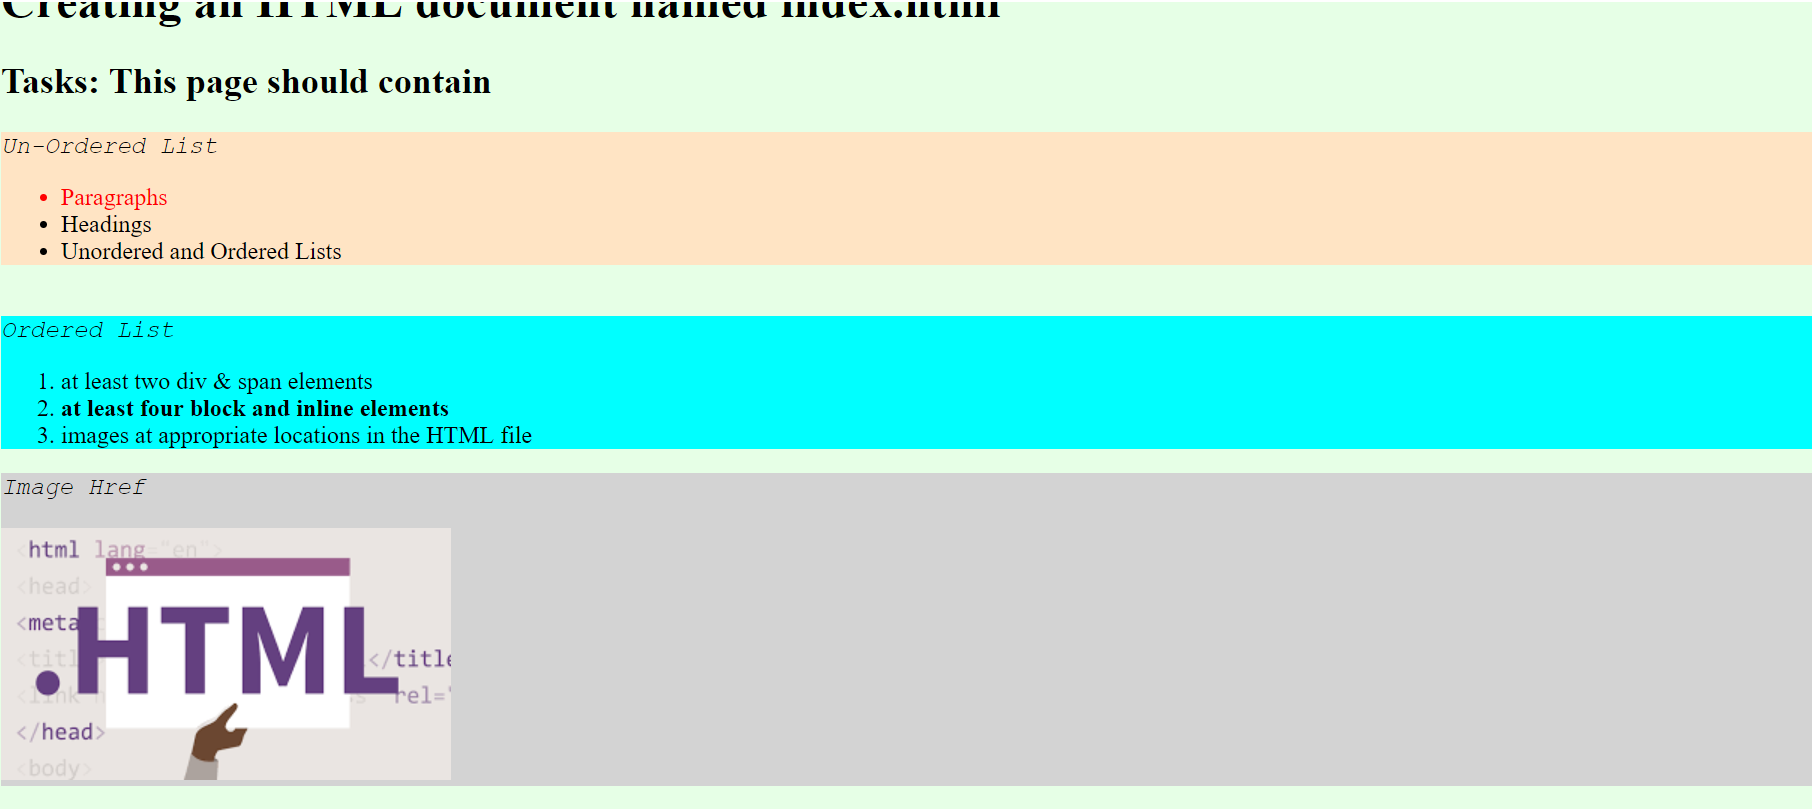 Creating an HTML document named index.html
Tasks: This page should contain
Un-Ordered List
• Paragraphs
• Headings
• Unordered and Ordered Lists
Ordered List
1. at least two div & span elements
2. at least four block and inline elements
3. images at appropriate locations in the HTML file
Image Href
<html lang="en">
<head>
<meta
.HTML
</title
rel="
</head>
<body>